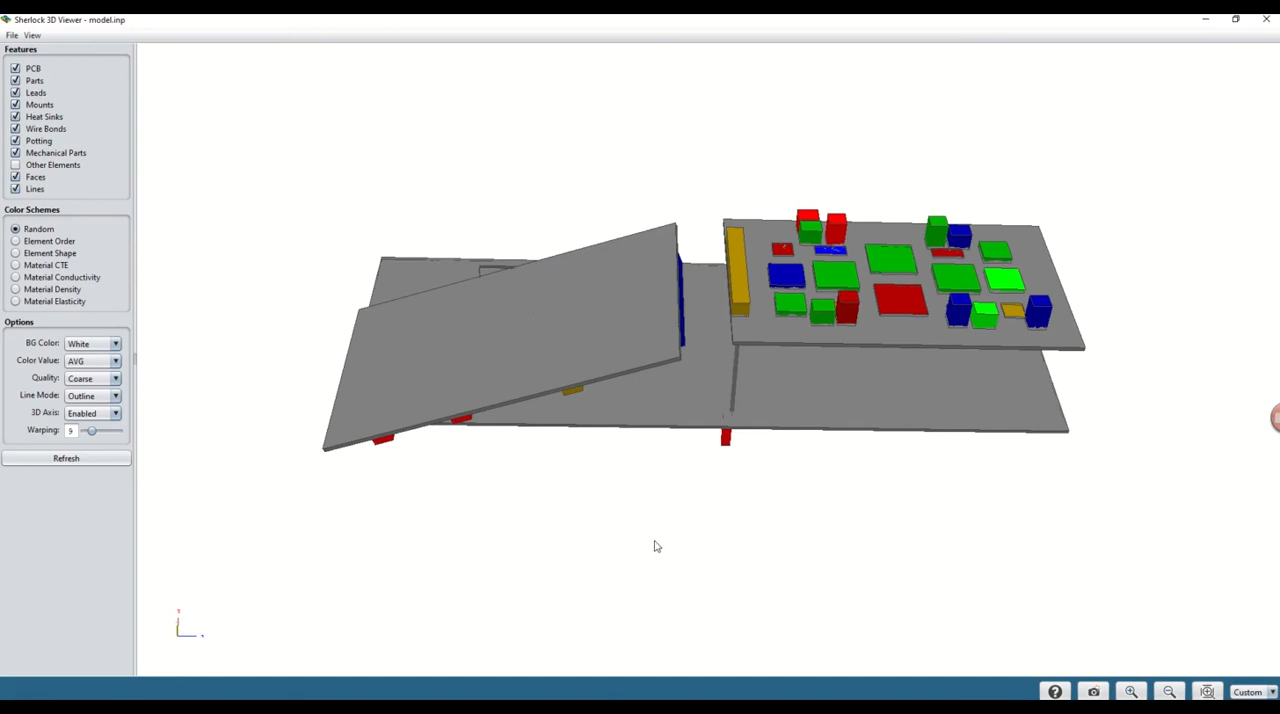 Sherlock 3D Viewer - model.inp
File View
Features
PCB
Parts
Leads
Mounts
Heat Sinks
Wire Bonds
Potting
Mechanical Parts
Other Elements
Faces
Lines
Color Schemes
Random
Element Order
Element Shape
Material CTE
Material Conductivity
Material Density
Material Elasticity
Options
BG Color: White
Color Value: AVG
Quality: Coarse
Line Mode: Outline
3D Axis: Enabled
Warping: 9
Refresh
Custom